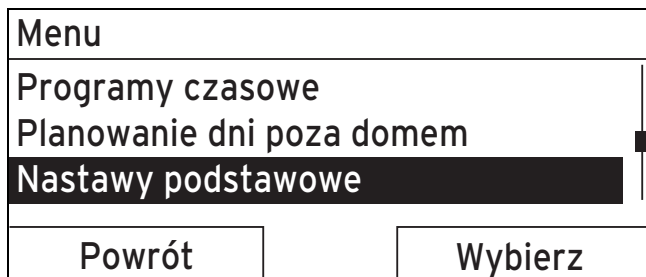 Menu
Programy czasowe
Planowanie dni poza domem
Nastawy podstawowe
Powrót
Wybierz